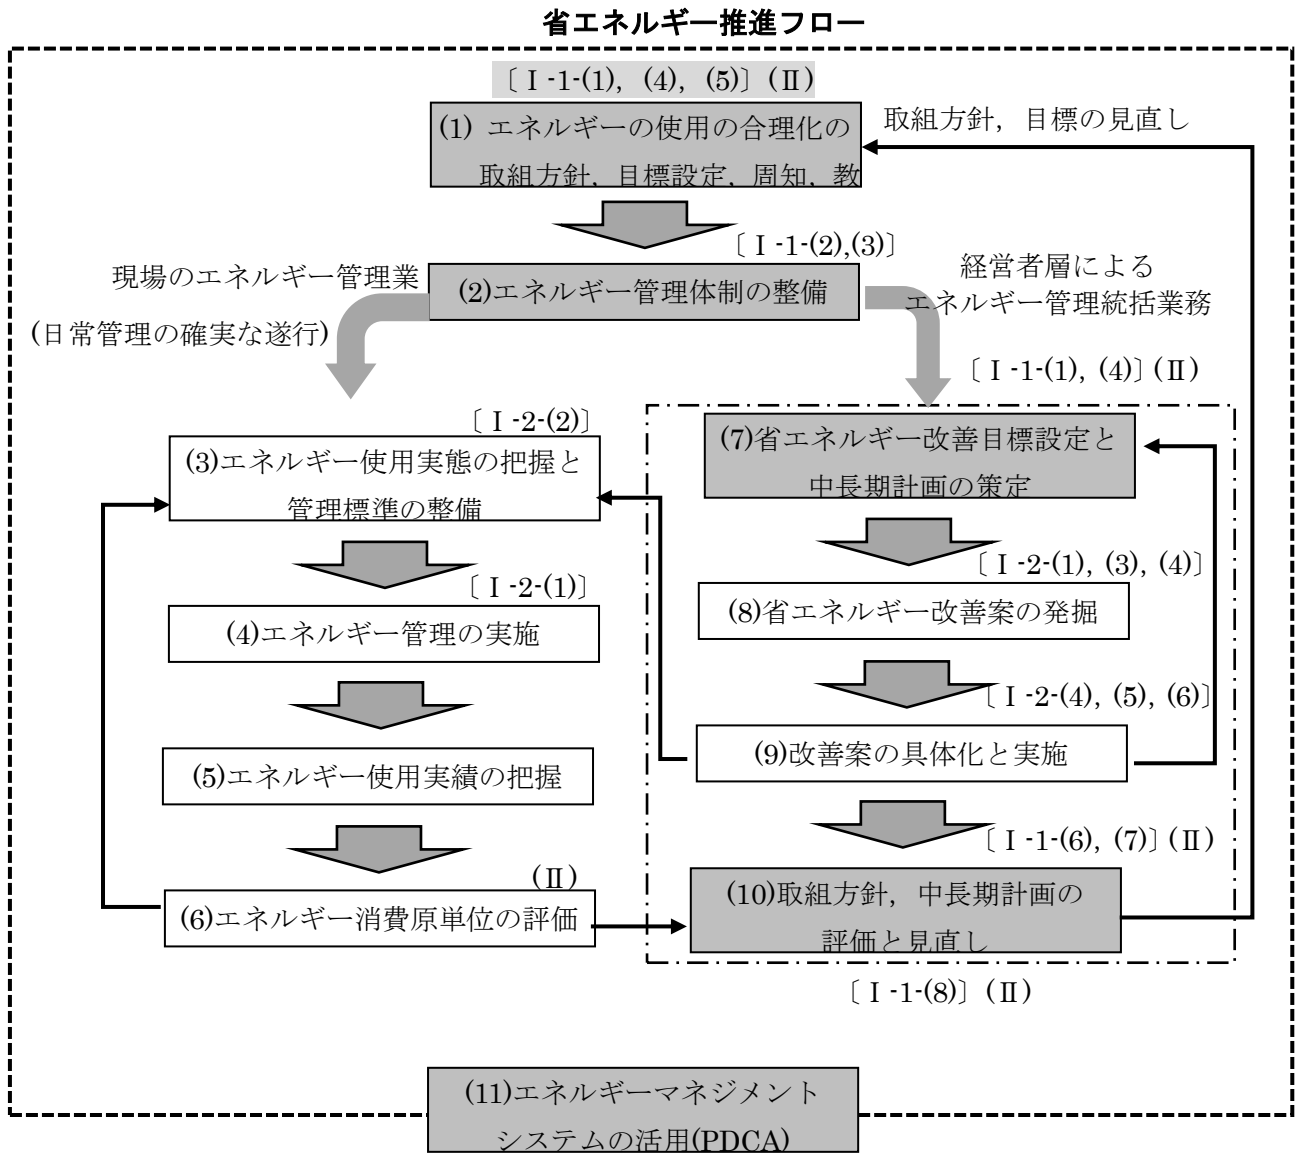 省エネルギー推進フロー
〔Ⅰ-1-(1), (4), (5)〕(Ⅱ)
(1) エネルギーの使用の合理化の
取組方針, 目標設定, 周知, 教
取組方針, 目標の見直し
〔Ⅰ-1-(2),(3)〕
(2)エネルギー管理体制の整備
現場のエネルギー管理業
(日常管理の確実な遂行)
経営者層による
エネルギー管理統括業務
〔Ⅰ-1-(1), (4)〕(Ⅱ)
〔Ⅰ-2-(2)〕
(3)エネルギー使用実態の把握と
管理標準の整備
〔Ⅰ-2-(1)〕
(4)エネルギー管理の実施
(5)エネルギー使用実績の把握
(Ⅱ)
(6)エネルギー消費原単位の評価
(7)省エネルギー改善目標設定と
中長期計画の策定
〔Ⅰ-2-(1), (3), (4)〕
(8)省エネルギー改善案の発掘
〔Ⅰ-2-(4), (5), (6)〕
(9)改善案の具体化と実施
〔Ⅰ-1-(6), (7)〕(Ⅱ)
(10)取組方針, 中長期計画の
評価と見直し
〔Ⅰ-1-(8)〕(Ⅱ)
(11)エネルギーマネジメント
システムの活用(PDCA)